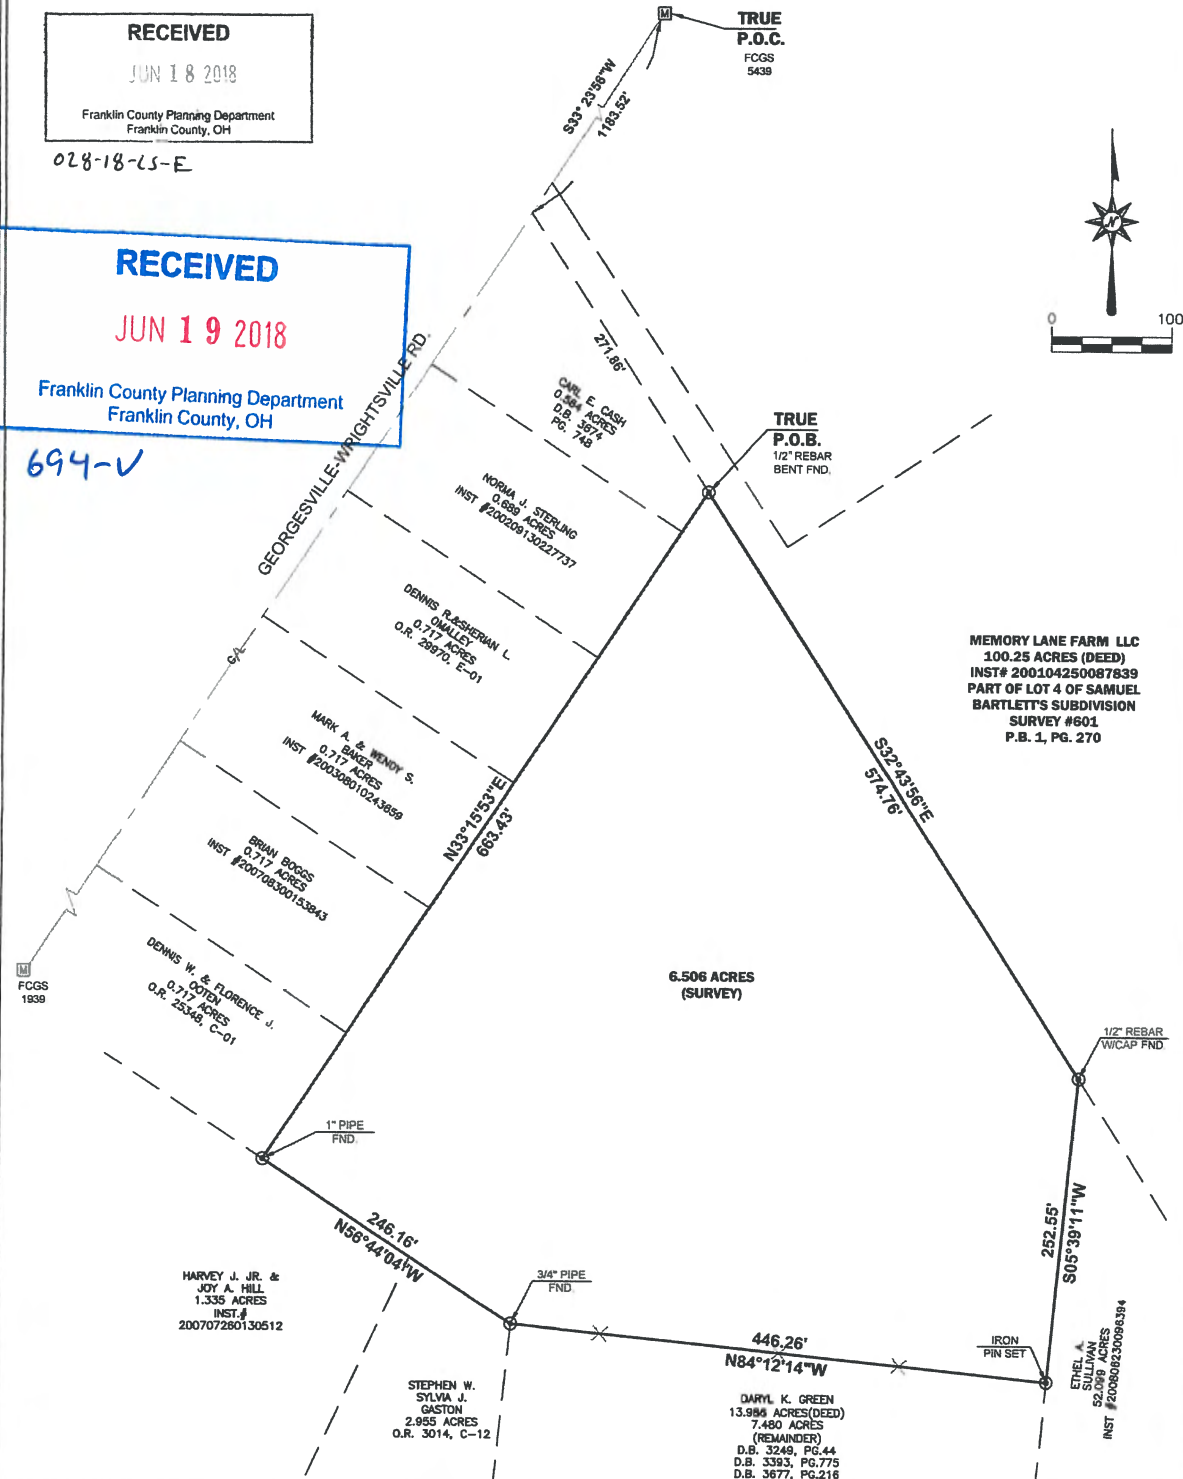 RECEIVED
JUN 18 2018
Franklin County Planning Department
Franklin County, OH
028-18-LS-E
RECEIVED
JUN 19 2018
Franklin County Planning Department
Franklin County, OH
694-V
TRUE
P.O.C.
FCGS
5439
S33° 23'56"W
1183.52'
N
0
100
GEORGESVILLE-WRIGHTSVILLE RD.
C/L
271.86'
CARL E. CASH
0.584 ACRES
D.B. 3674
PG. 748
TRUE
P.O.B.
1/2" REBAR
BENT FND.
NORMA J. STERLING
0.689 ACRES
INST #200209130227737
DENNIS R.&SHERIAN L.
OMALLEY
0.717 ACRES
O.R. 29970, E-01
MARK A. & WENDY S.
BAKER
0.717 ACRES
INST #200308010243859
BRIAN BOGGS
0.717 ACRES
INST #200708300153843
DENNIS W. & FLORENCE J.
OOTEN
0.717 ACRES
O.R. 25348, C-01
M
FCGS
1939
M
N33°15'53"E
663.43'
MEMORY LANE FARM LLC
100.25 ACRES (DEED)
INST# 200104250087839
PART OF LOT 4 OF SAMUEL
BARTLETT'S SUBDIVISION
SURVEY #601
P.B. 1, PG. 270
S32°43'56"E
574.76'
6.506 ACRES
(SURVEY)
1/2" REBAR
W/CAP FND.
1" PIPE
FND.
246.16'
N56°44'04"W
252.55'
S05°39'11"W
HARVEY J. JR. &
JOY A. HILL
1.335 ACRES
INST.#
200707260130512
3/4" PIPE
FND.
446.26'
N84°12'14"W
IRON
PIN SET
ETHEL A.
SULLIVAN
52.099 ACRES
INST #200806230096394
STEPHEN W.
SYLVIA J.
GASTON
2.955 ACRES
O.R. 3014, C-12
DARYL K. GREEN
13.986 ACRES(DEED)
7.480 ACRES
(REMAINDER)
D.B. 3249, PG.44
D.B. 3393, PG.775
D.B. 3677, PG.216